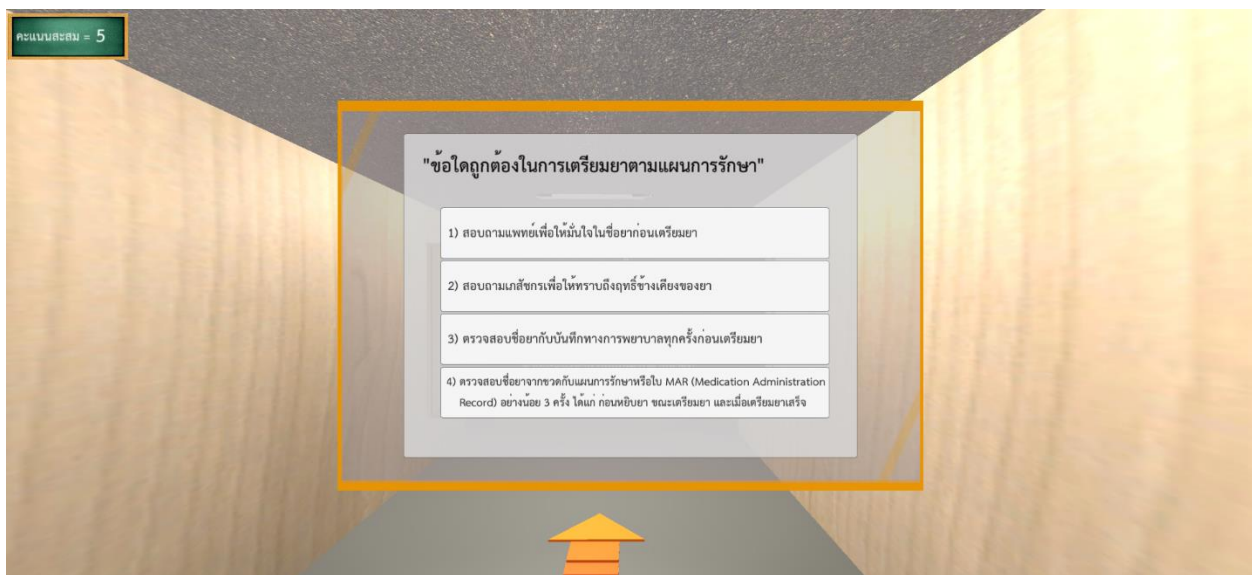 คะแนนสะสม = 5
"ข้อใดถูกต้องในการเตรียมยาตามแผนการรักษา"
1) สอบถามแพทย์เพื่อให้มั่นใจในชื่อยาก่อนเตรียมยา
2) สอบถามเภสัชกรเพื่อให้ทราบถึงฤทธิ์ข้างเคียงของยา
3) ตรวจสอบชื่อยากับบันทึกทางการพยาบาลทุกครั้งก่อนเตรียมยา
4) ตรวจสอบชื่อยาจากขวดกับแผนการรักษาหรือใบ MAR (Medication Administration
Record) อย่างน้อย 3 ครั้ง ได้แก่ ก่อนหยิบยา ขณะเตรียมยา และเมื่อเตรียมยาเสร็จ